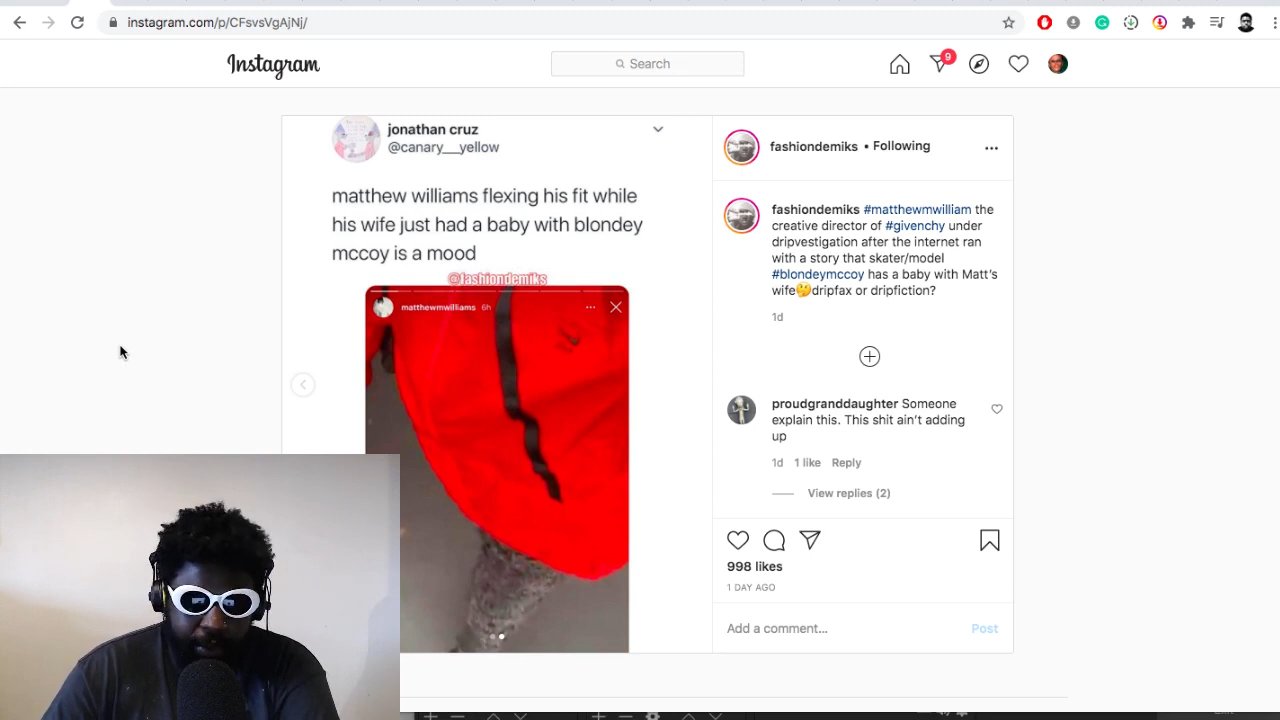 instagram.com/p/CFsvsVgAjNj/
Instagram
Search
9
jonathan cruz
@canary__yellow
matthew williams flexing his fit while
his wife just had a baby with blondey
mccoy is a mood
@fashiondemiks
matthewmwilliams 6h
fashiondemiks • Following
fashiondemiks #matthewmwilliam the
creative director of #givenchy under
dripvestigation after the internet ran
with a story that skater/model
#blondeymccoy has a baby with Matt's
wife🤔dripfax or dripfiction?
1d
proudgranddaughter Someone
explain this. This shit ain't adding
up
1d 1 like Reply
View replies (2)
998 likes
1 DAY AGO
Add a comment... Post